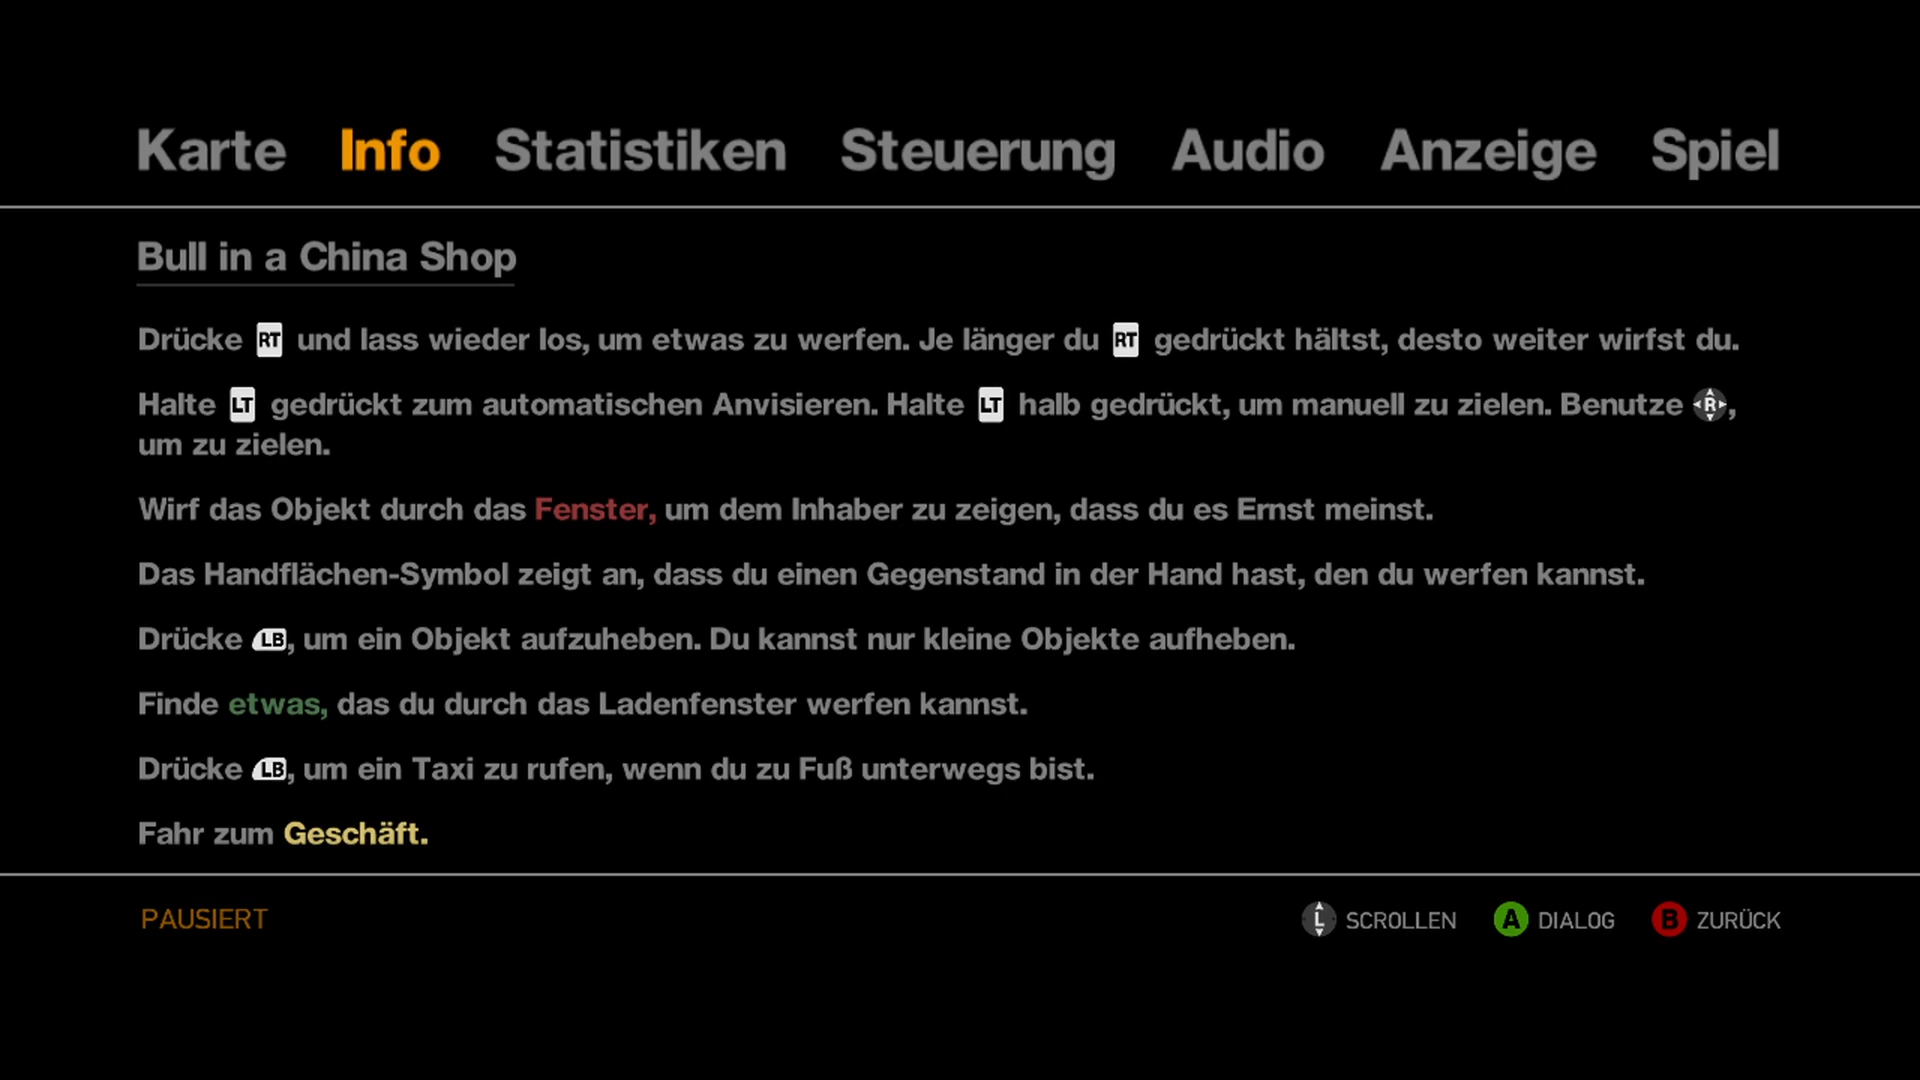 Karte Info Statistiken Steuerung Audio Anzeige Spiel
Bull in a China Shop
Drücke RT und lass wieder los, um etwas zu werfen. Je länger du RT gedrückt hältst, desto weiter wirfst du.
Halte LT gedrückt zum automatischen Anvisieren. Halte LT halb gedrückt, um manuell zu zielen. Benutze R,
um zu zielen.
Wirf das Objekt durch das Fenster, um dem Inhaber zu zeigen, dass du es Ernst meinst.
Das Handflächen-Symbol zeigt an, dass du einen Gegenstand in der Hand hast, den du werfen kannst.
Drücke LB, um ein Objekt aufzuheben. Du kannst nur kleine Objekte aufheben.
Finde etwas, das du durch das Ladenfenster werfen kannst.
Drücke LB, um ein Taxi zu rufen, wenn du zu Fuß unterwegs bist.
Fahr zum Geschäft.
PAUSIERT L SCROLLEN A DIALOG B ZURÜCK